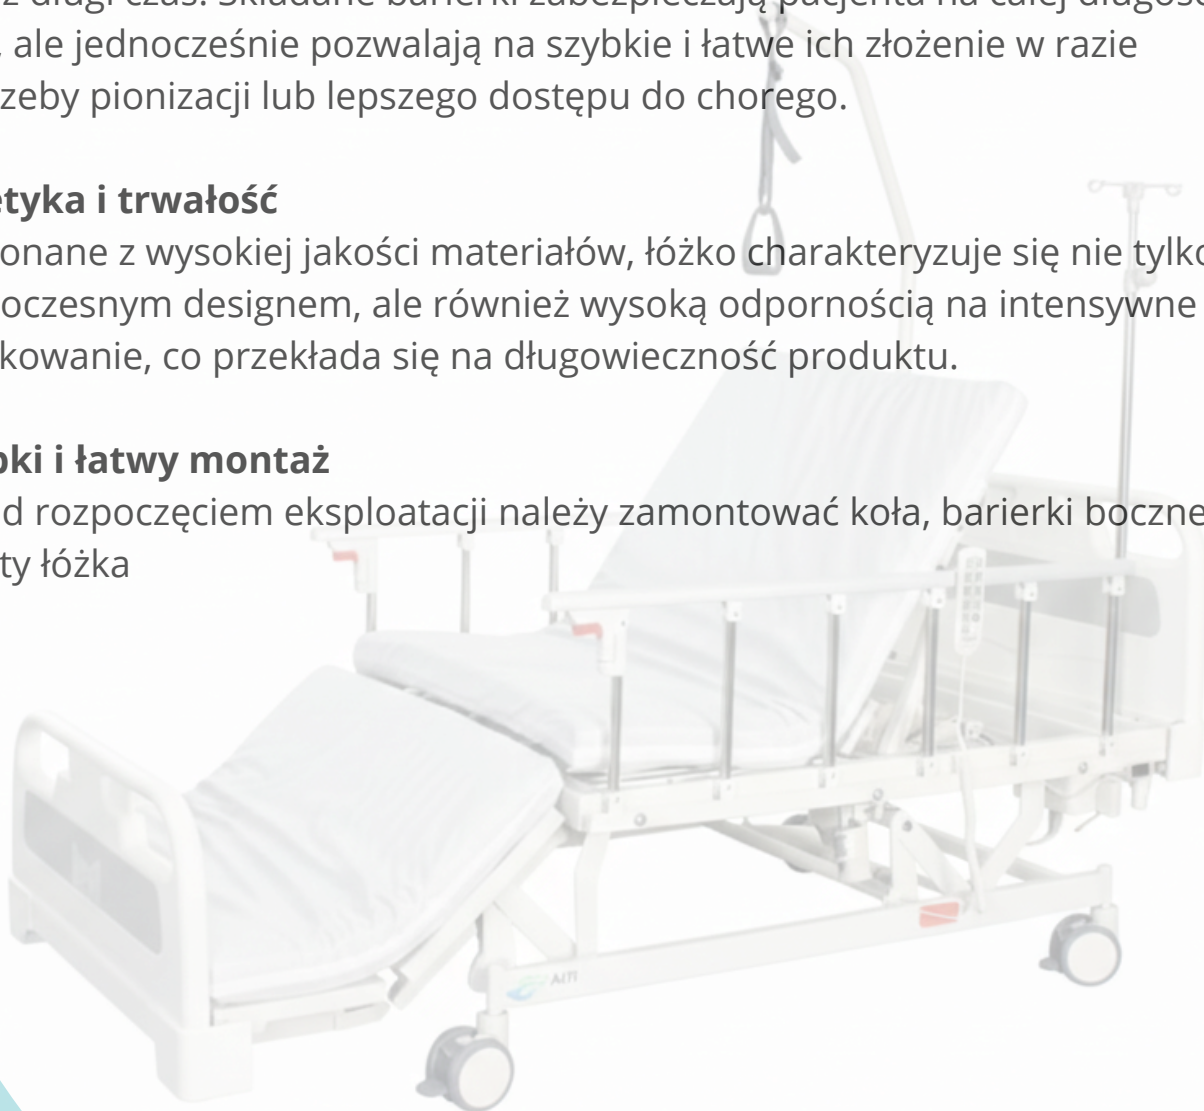 z długi czas. Składane barierki zabezpieczają pacjenta na całej długości
, ale jednocześnie pozwalają na szybkie i łatwe ich złożenie w razie
zeby pionizacji lub lepszego dostępu do chorego.
etyka i trwałość
onane z wysokiej jakości materiałów, łóżko charakteryzuje się nie tylko
oczesnym designem, ale również wysoką odpornością na intensywne
kowanie, co przekłada się na długowieczność produktu.
bki i łatwy montaż
d rozpoczęciem eksploatacji należy zamontować koła, barierki boczne
ty łóżka